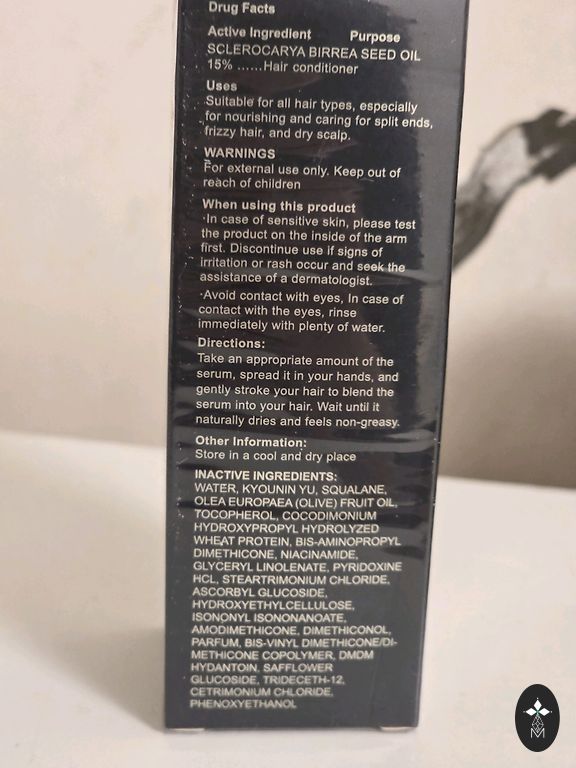 Drug Facts
Active Ingredient Purpose
SCLEROCARYA BIRREA SEED OIL
15% ......Hair conditioner
Uses
Suitable for all hair types, especially
for nourishing and caring for split ends,
frizzy hair, and dry scalp.
WARNINGS
For external use only. Keep out of
reach of children
When using this product
·In case of sensitive skin, please test
the product on the inside of the arm
first. Discontinue use if signs of
irritation or rash occur and seek the
assistance of a dermatologist.
·Avoid contact with eyes, In case of
contact with the eyes, rinse
immediately with plenty of water.
Directions:
Take an appropriate amount of the
serum, spread it in your hands, and
gently stroke your hair to blend the
serum into your hair. Wait until it
naturally dries and feels non-greasy.
Other Information:
Store in a cool and dry place
INACTIVE INGREDIENTS:
WATER, KYOUNIN YU, SQUALANE,
OLEA EUROPAEA (OLIVE) FRUIT OIL,
TOCOPHEROL, COCODIMONIUM
HYDROXYPROPYL HYDROLYZED
WHEAT PROTEIN, BIS-AMINOPROPYL
DIMETHICONE, NIACINAMIDE,
GLYCERYL LINOLENATE, PYRIDOXINE
HCL, STEARTRIMONIUM CHLORIDE,
ASCORBYL GLUCOSIDE,
HYDROXYETHYLCELLULOSE,
ISONONYL ISONONANOATE,
AMODIMETHICONE, DIMETHICONOL,
PARFUM, BIS-VINYL DIMETHICONE/DI-
METHICONE COPOLYMER, DMDM
HYDANTOIN, SAFFLOWER
GLUCOSIDE, TRIDECETH-12,
CETRIMONIUM CHLORIDE,
PHENOXYETHANOL
M